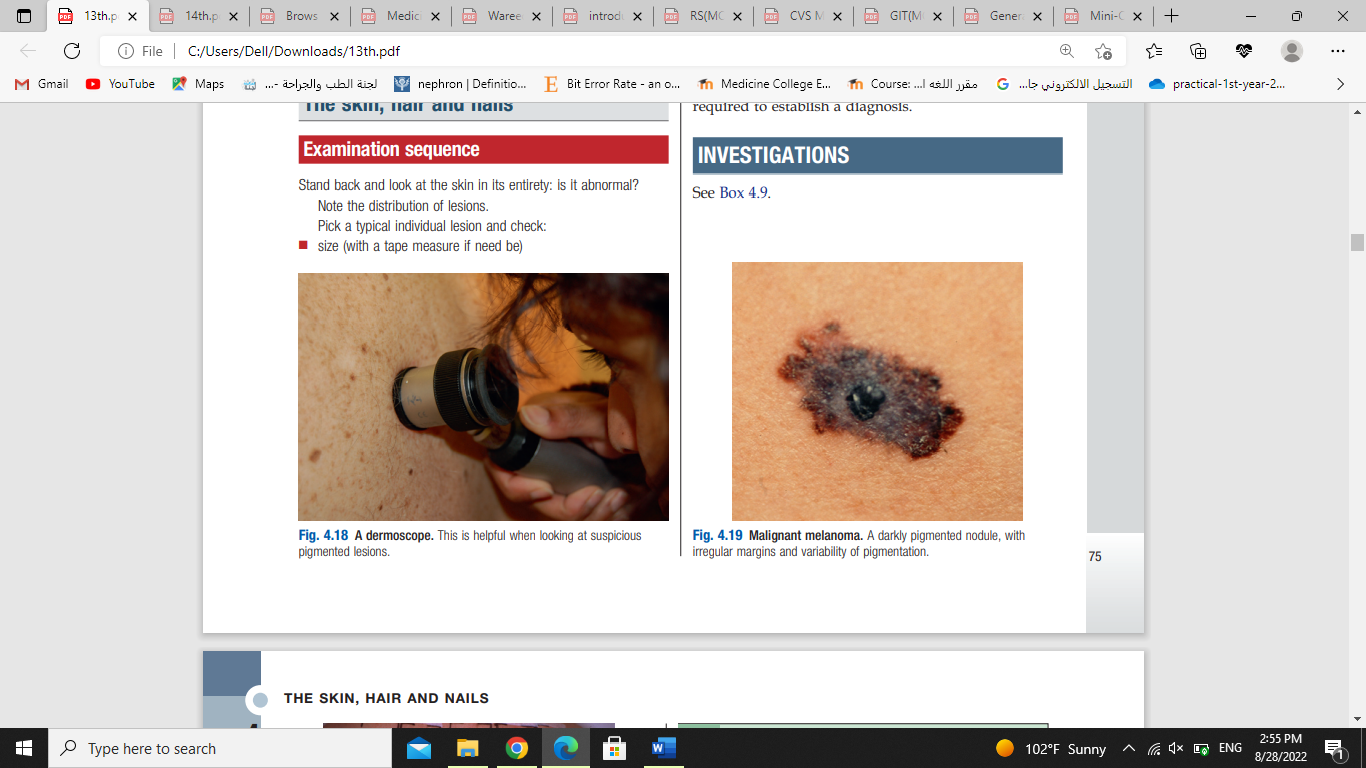 13th.p
14th.p
Brows
Medic
Waree
introd
RS(MC
CVS M
GIT(M
Gener
Mini-C
File
C:/Users/Dell/Downloads/13th.pdf
Gmail
YouTube
Maps
لجنة الطب والجراحة -...
nephron | Definitio...
Bit Error Rate - an o...
Medicine College E...
Course: مقرر اللغه ا...
التسجيل الالكتروني جا...
practical-1st-year-2...
The skin, hair and nails
Examination sequence
Stand back and look at the skin in its entirety: is it abnormal?
Note the distribution of lesions.
Pick a typical individual lesion and check:
size (with a tape measure if need be)
Fig. 4.18 A dermoscope. This is helpful when looking at suspicious
pigmented lesions.
required to establish a diagnosis.
INVESTIGATIONS
See Box 4.9.
Fig. 4.19 Malignant melanoma. A darkly pigmented nodule, with
irregular margins and variability of pigmentation.
75
THE SKIN, HAIR AND NAILS
Type here to search
102°F Sunny
ENG
2:55 PM
8/28/2022
1